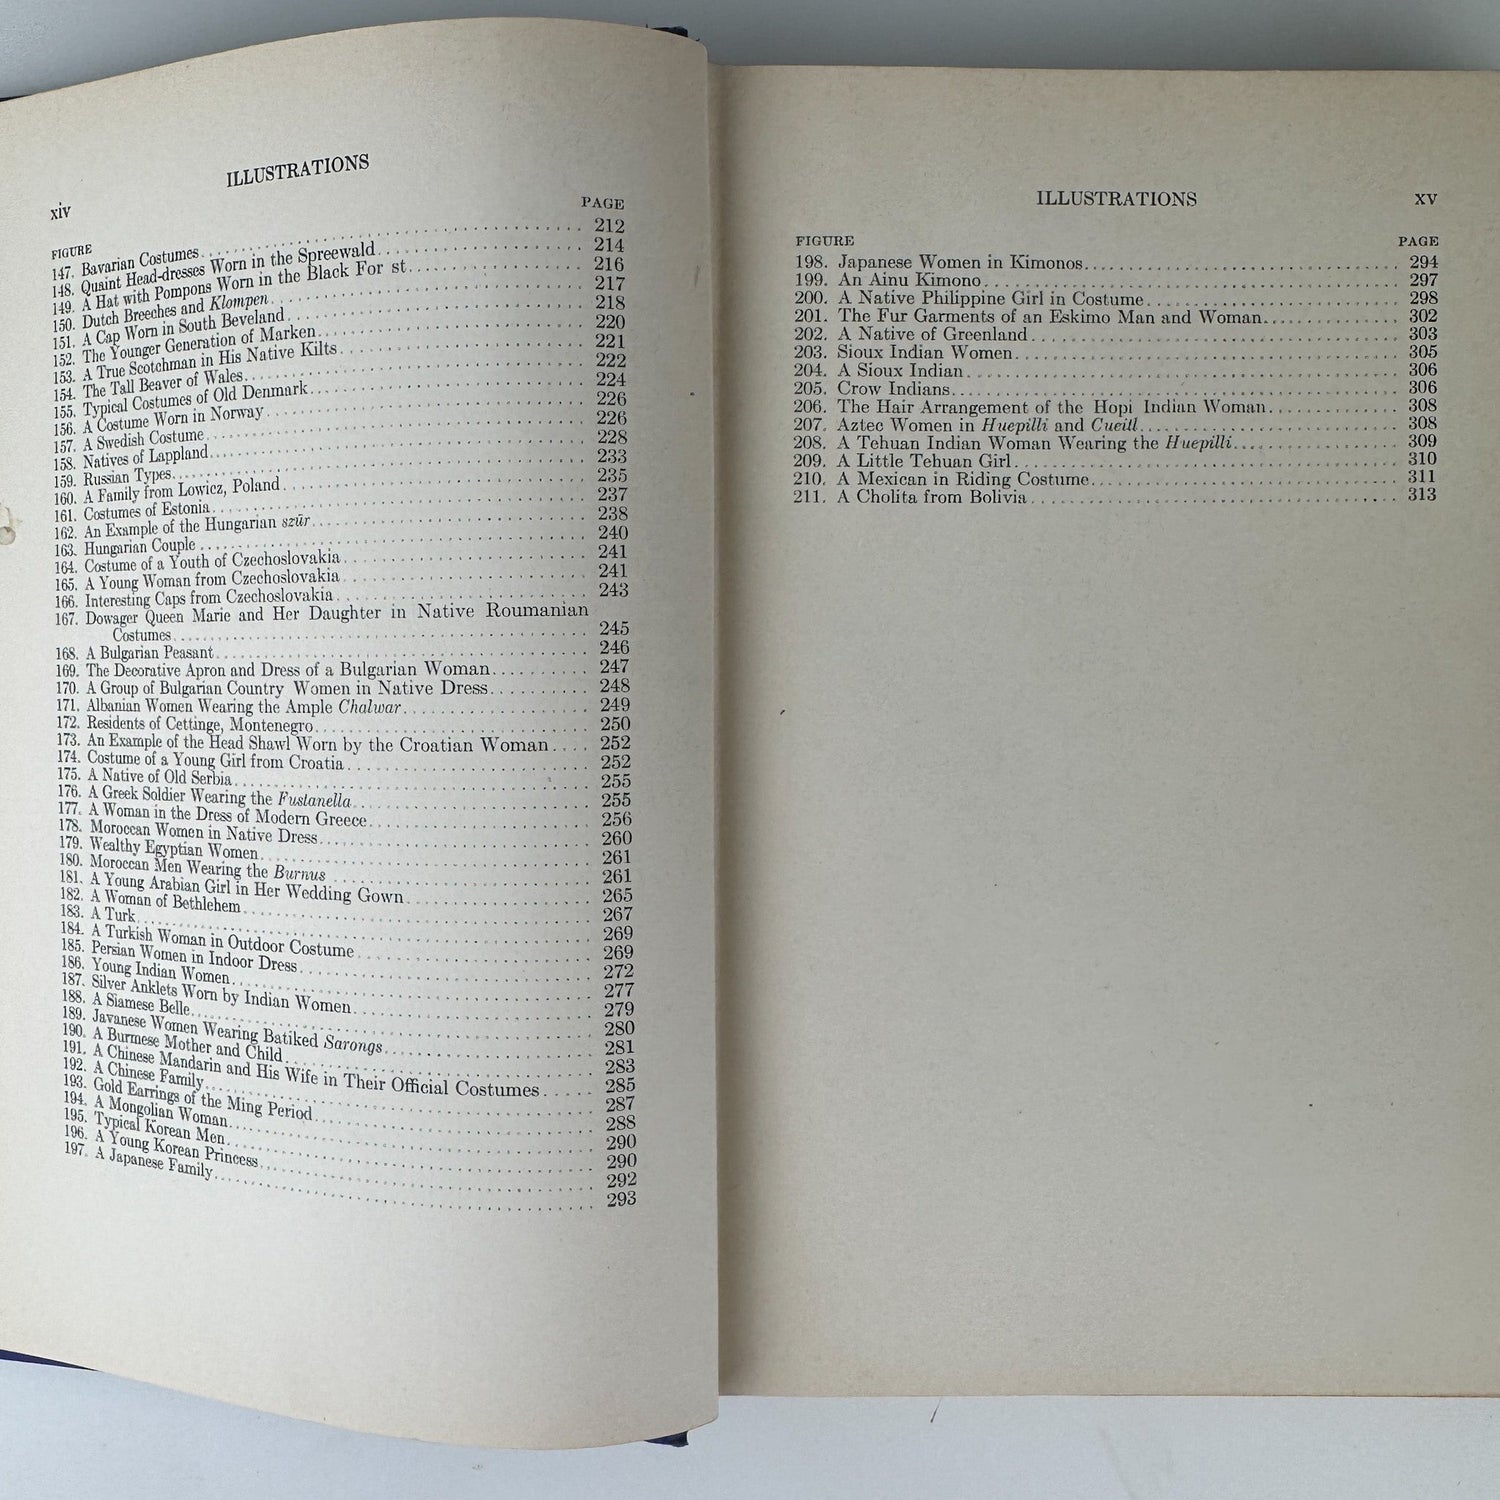 ILLUSTRATIONS
xiv
FIGURE PAGE
147. Bavarian Costumes 212
148. Quaint Head-dresses Worn in the Spreewald 214
149. A Hat with Pompons Worn in the Black For st 216
150. Dutch Breeches and Klompen 217
151. A Cap Worn in South Beveland 218
152. The Younger Generation of Marken 220
153. A True Scotchman in His Native Kilts 221
154. The Tall Beaver of Wales 222
155. Typical Costumes of Old Denmark 224
156. A Costume Worn in Norway 226
157. A Swedish Costume 226
158. Natives of Lappland 228
159. Russian Types 233
160. A Family from Lowicz, Poland 235
161. Costumes of Estonia 237
162. An Example of the Hungarian szūr 238
163. Hungarian Couple 240
164. Costume of a Youth of Czechoslovakia 241
165. A Young Woman from Czechoslovakia 241
166. Interesting Caps from Czechoslovakia 243
167. Dowager Queen Marie and Her Daughter in Native Roumanian
Costumes 245
168. A Bulgarian Peasant 246
169. The Decorative Apron and Dress of a Bulgarian Woman 247
170. A Group of Bulgarian Country Women in Native Dress 248
171. Albanian Women Wearing the Ample Chalwar 249
172. Residents of Cettinge, Montenegro 250
173. An Example of the Head Shawl Worn by the Croatian Woman 252
174. Costume of a Young Girl from Croatia 252
175. A Native of Old Serbia 255
176. A Greek Soldier Wearing the Fustanella 255
177. A Woman in the Dress of Modern Greece 256
178. Moroccan Women in Native Dress 260
179. Wealthy Egyptian Women 261
180. Moroccan Men Wearing the Burnus 261
181. A Young Arabian Girl in Her Wedding Gown 265
182. A Woman of Bethlehem 267
183. A Turk 269
184. A Turkish Woman in Outdoor Costume 269
185. Persian Women in Indoor Dress 272
186. Young Indian Women 277
187. Silver Anklets Worn by Indian Women 279
188. A Siamese Belle 280
189. Javanese Women Wearing Batiked Sarongs 281
190. A Burmese Mother and Child 283
191. A Chinese Mandarin and His Wife in Their Official Costumes 285
192. A Chinese Family 287
193. Gold Earrings of the Ming Period 288
194. A Mongolian Woman 290
195. Typical Korean Men 290
196. A Young Korean Princess 292
197. A Japanese Family 293
ILLUSTRATIONS xv
FIGURE PAGE
198. Japanese Women in Kimonos 294
199. An Ainu Kimono 297
200. A Native Philippine Girl in Costume 298
201. The Fur Garments of an Eskimo Man and Woman 302
202. A Native of Greenland 303
203. Sioux Indian Women 305
204. A Sioux Indian 306
205. Crow Indians 306
206. The Hair Arrangement of the Hopi Indian Woman 308
207. Aztec Women in Huepilli and Cueitl 308
208. A Tehuan Indian Woman Wearing the Huepilli 309
209. A Little Tehuan Girl 310
210. A Mexican in Riding Costume 311
211. A Cholita from Bolivia 313